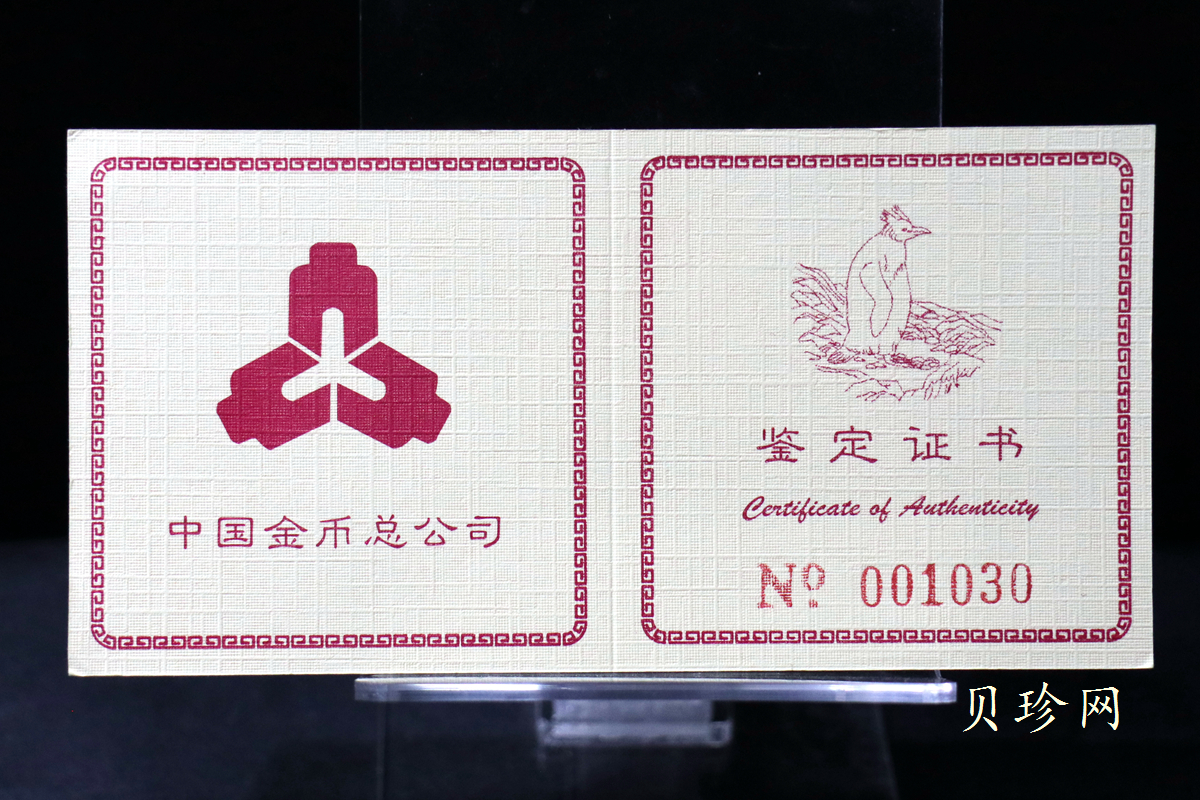 中国金币总公司
鉴定证书
Certificate of Authenticity
Nº 001030
贝珍网